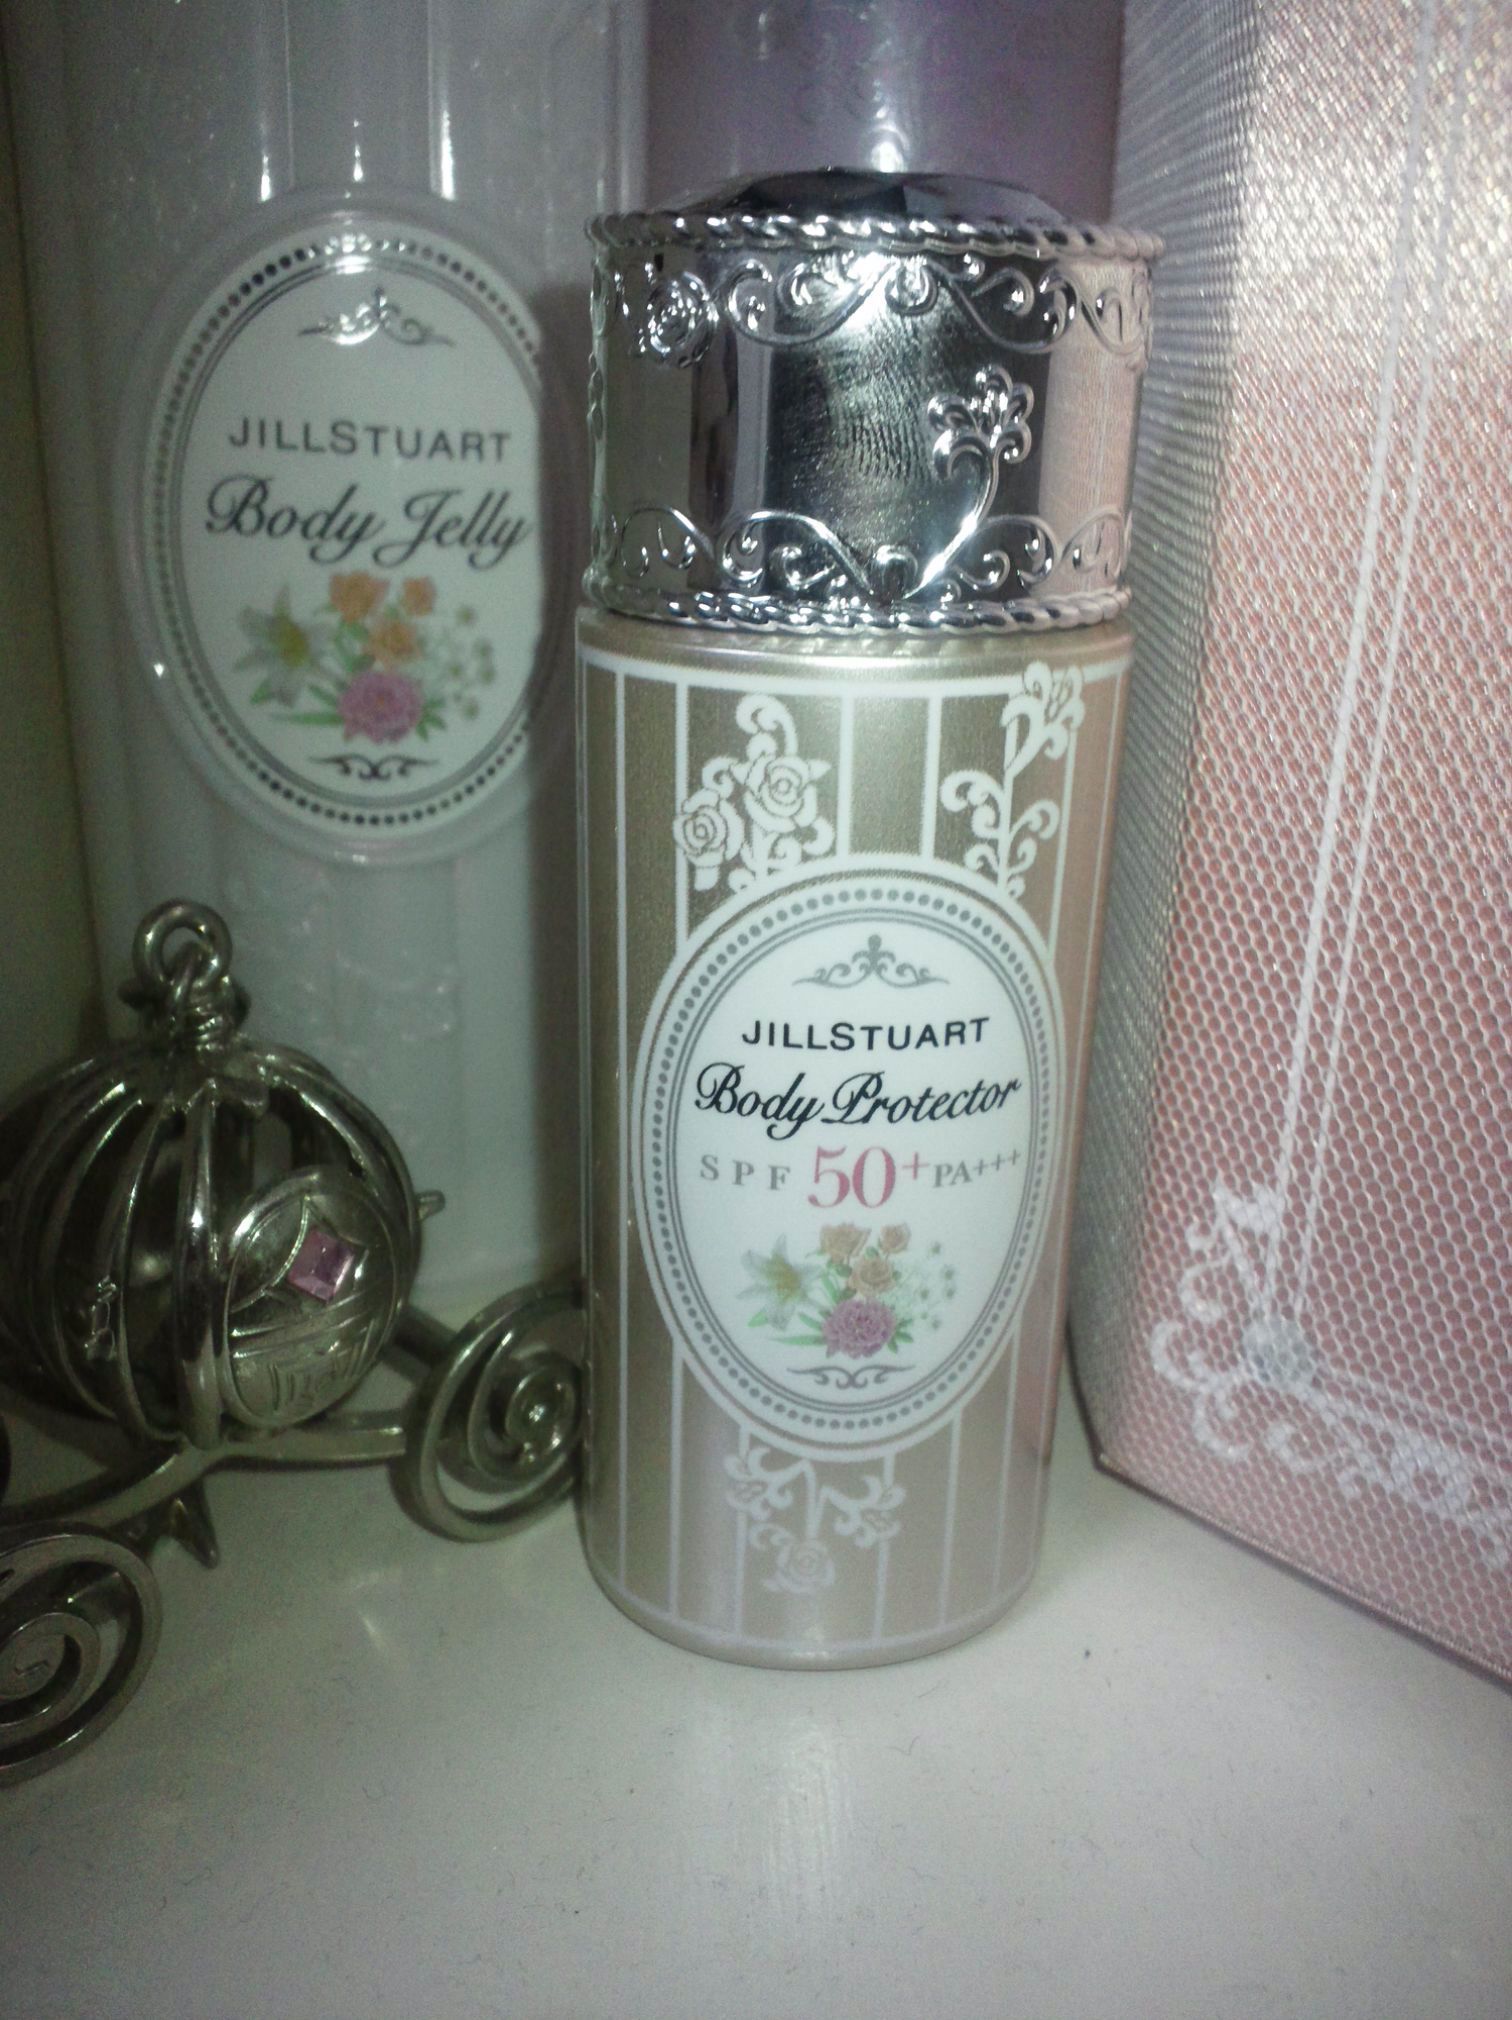 JILLSTUART
Body Jelly
JILLSTUART
Body Protector
SPF 50+ PA+++